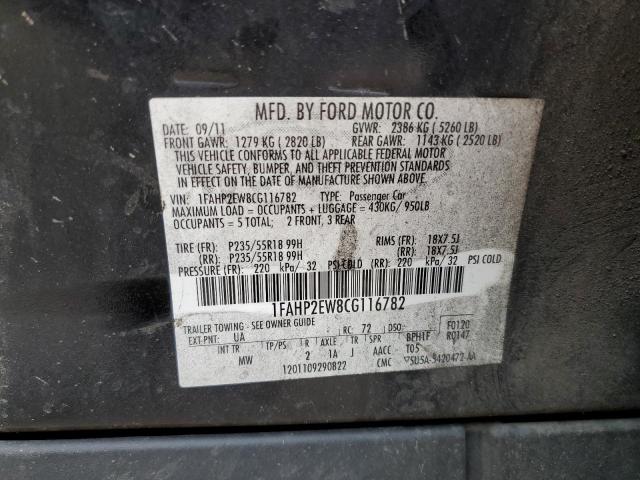 MFD. BY FORD MOTOR CO.
DATE: 09/11 GVWR: 2386 KG ( 5260 LB)
FRONT GAWR: 1279 KG ( 2820 LB) REAR GAWR: 1143 KG ( 2520 LB)
THIS VEHICLE CONFORMS TO ALL APPLICABLE FEDERAL MOTOR
VEHICLE SAFETY, BUMPER, AND THEFT PREVENTION STANDARDS
IN EFFECT ON THE DATE OF MANUFACTURE SHOWN ABOVE.
VIN: 1FAHP2EW8CG116782 TYPE: Passenger Car
MAXIMUM LOAD = OCCUPANTS + LUGGAGE = 430KG/ 950LB
OCCUPANTS = 5 TOTAL; 2 FRONT, 3 REAR
TIRE (FR): P235/55R18 99H RIMS (FR): 18X7.5J
(RR): P235/55R18 99H (RR): 18X7.5J
PRESSURE (FR): 220 kPa/ 32 PSI COLD (RR): 220 kPa/ 32 PSI COLD
1FAHP2EW8CG116782
TRAILER TOWING - SEE OWNER GUIDE
EXT PNT: UA RC: 72 DSO: F0120
INT TR TP/PS R AXLE TR SPR BPH1F R0147
MW 2 1A J AACC T05
1201109290822 CMC